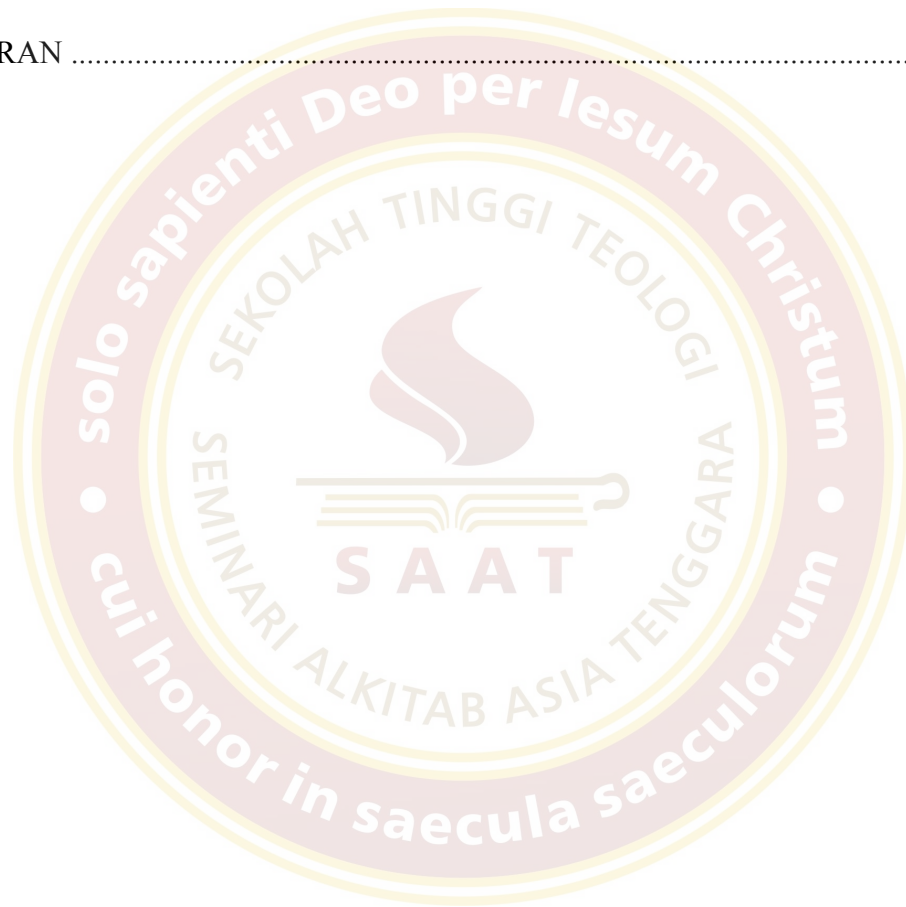 RAN ..............................................................................................................
solo sapienti Deo per Iesum Christum
SEKOLAH TINGGI TEOLOGI
SEMINARI ALKITAB ASIA TENGGARA
SAAT
cui honor in saecula saeculorum